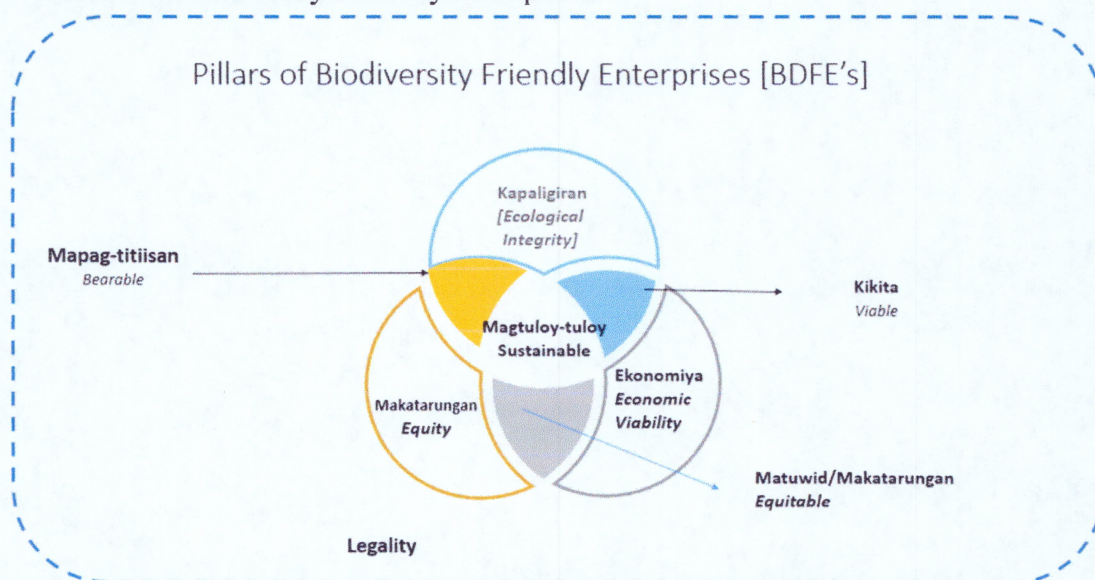 Pillars of Biodiversity Friendly Enterprises [BDFE's]
Kapaligiran
[Ecological
Integrity]
Mapag-titiisan
Bearable
Kikita
Viable
Magtuloy-tuloy
Sustainable
Makatarungan
Equity
Ekonomiya
Economic
Viability
Matuwid/Makatarungan
Equitable
Legality